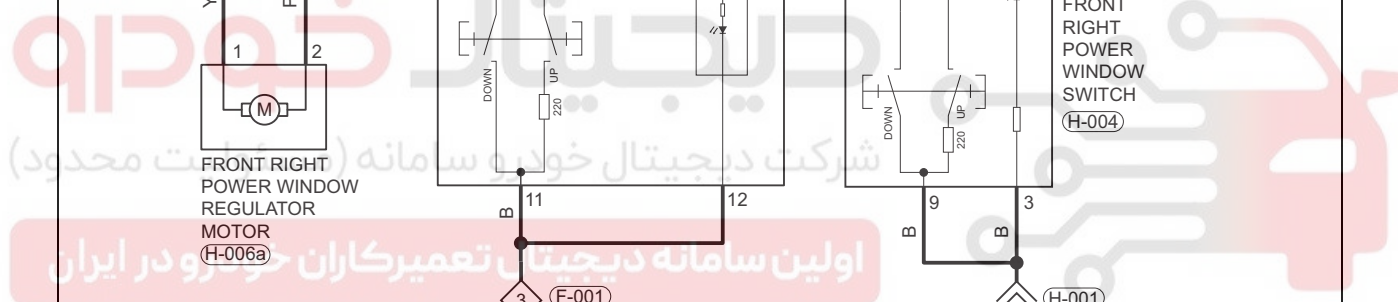 Y
1
2
M
FRONT RIGHT
POWER WINDOW
REGULATOR
MOTOR
H-006a
DOWN
UP
220
11
12
B
3
F-001
DOWN
UP
220
FRONT
RIGHT
POWER
WINDOW
SWITCH
H-004
9
3
B
B
H-001
دیجیتال خودرو
شرکت دیجیتال خودرو سامانه (مسئولیت محدود)
اولین سامانه دیجیتال تعمیرکاران خودرو در ایران